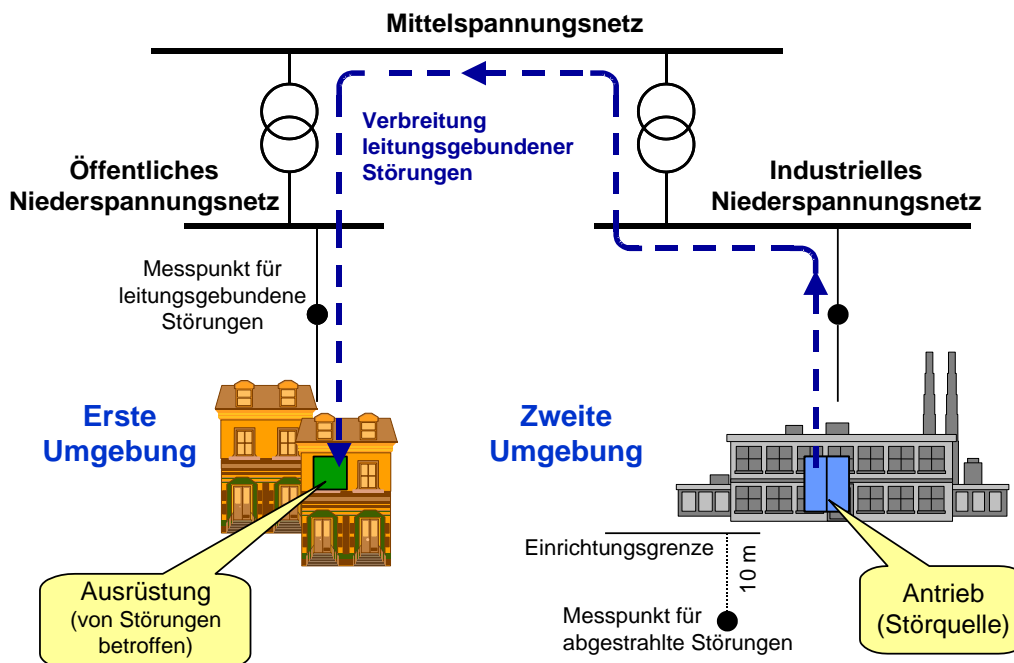 Mittelspannungsnetz
Verbreitung
leitungsgebundener
Störungen
Öffentliches
Niederspannungsnetz
Industrielles
Niederspannungsnetz
Messpunkt für
leitungsgebundene
Störungen
Erste
Umgebung
Zweite
Umgebung
Einrichtungsgrenze
10 m
Messpunkt für
abgestrahlte Störungen
Ausrüstung
(von Störungen
betroffen)
Antrieb
(Störquelle)